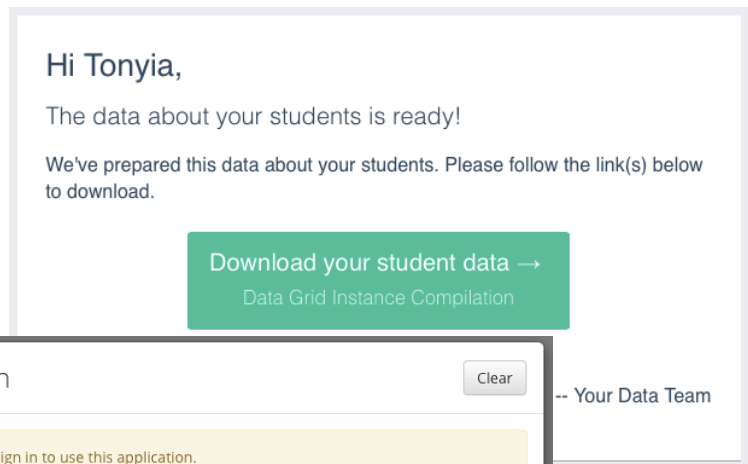 Hi Tonyia,
The data about your students is ready!
We've prepared this data about your students. Please follow the link(s) below
to download.
Download your student data →
Data Grid Instance Compilation
Clear
-- Your Data Team
in to use this application.